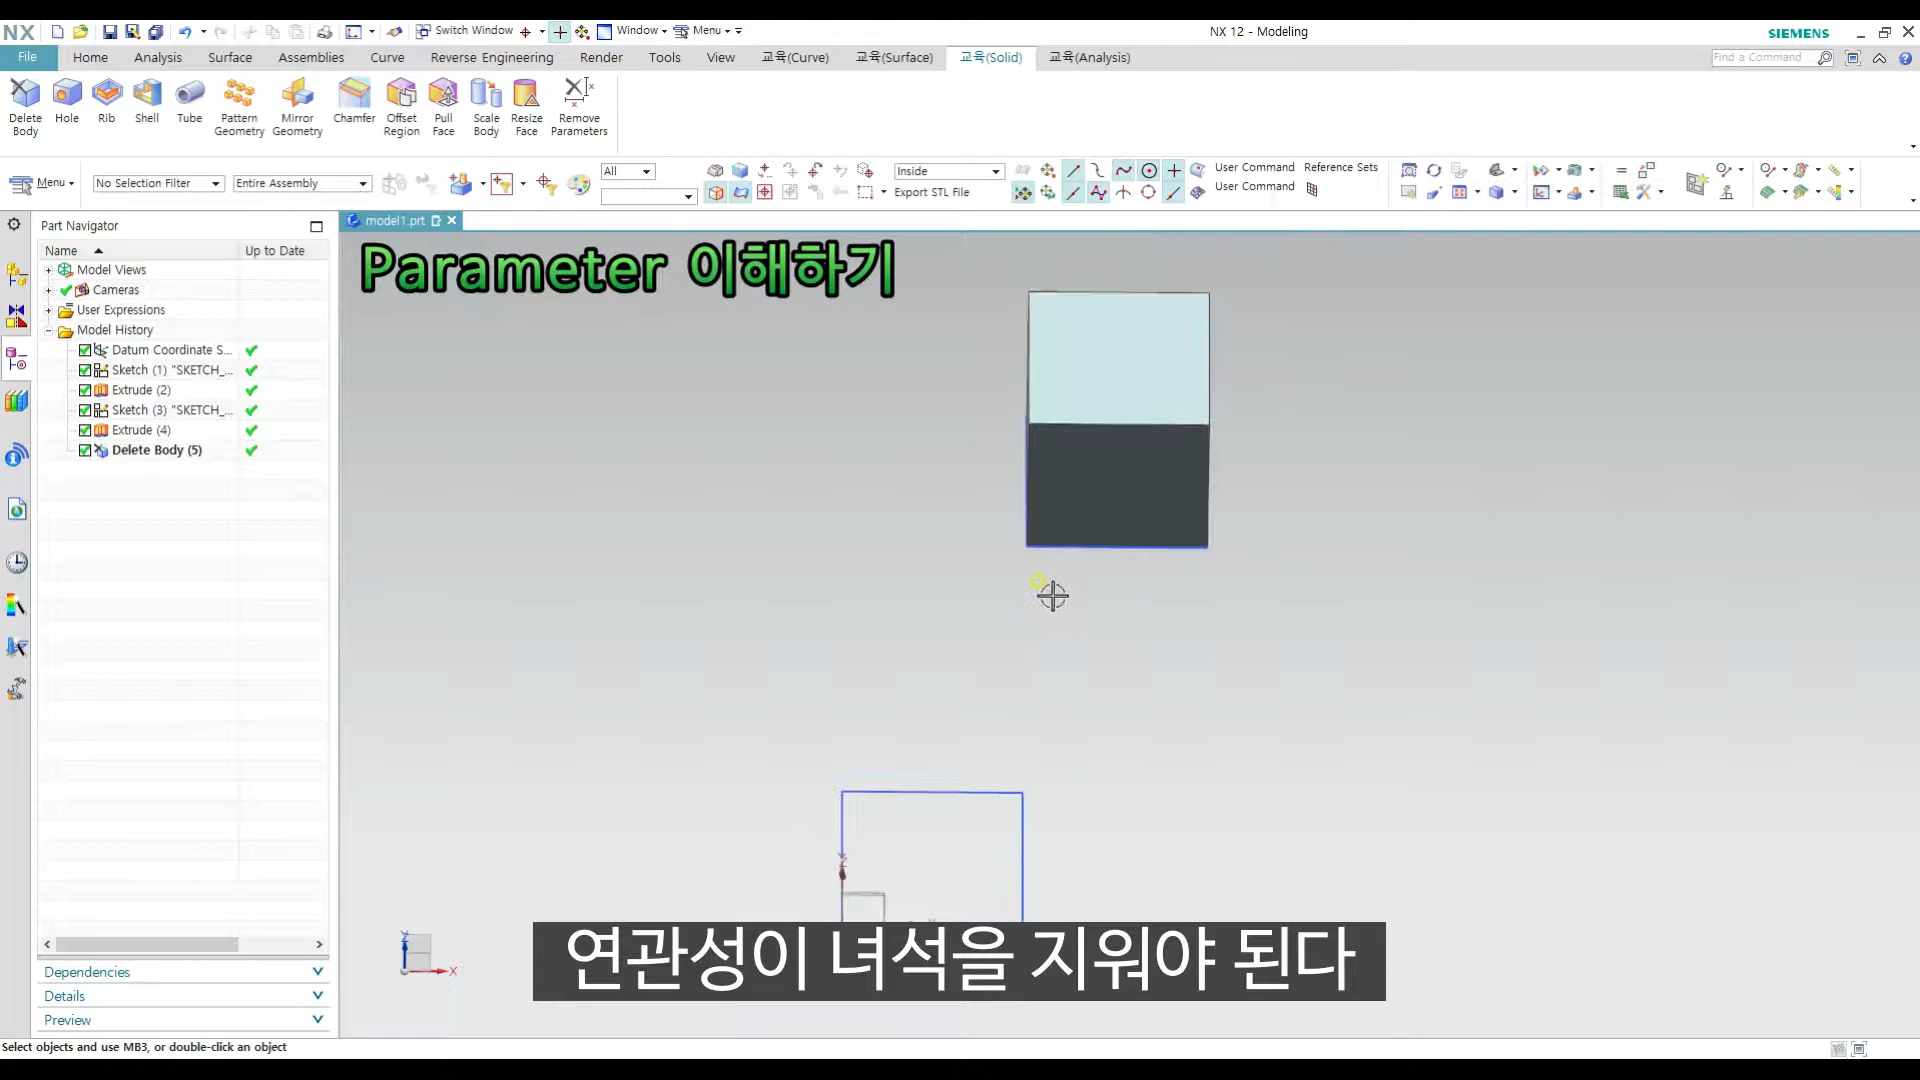 NX
Switch Window
Window
Menu
NX 12 - Modeling
SIEMENS
File
Home
Analysis
Surface
Assemblies
Curve
Reverse Engineering
Render
Tools
View
교육(Curve)
교육(Surface)
교육(Solid)
교육(Analysis)
Find a Command
Delete Body
Hole
Rib
Shell
Tube
Pattern Geometry
Mirror Geometry
Chamfer
Offset Region
Pull Face
Scale Body
Resize Face
Remove Parameters
Menu
No Selection Filter
Entire Assembly
All
Inside
Export STL File
User Command
User Command
Reference Sets
Part Navigator
model1.prt
Name
Up to Date
Model Views
Cameras
User Expressions
Model History
Datum Coordinate S...
Sketch (1) "SKETCH_...
Extrude (2)
Sketch (3) "SKETCH_...
Extrude (4)
Delete Body (5)
Parameter 이해하기
Z
X
연관성이 녀석을 지워야 된다
Dependencies
Details
Preview
Select objects and use MB3, or double-click an object